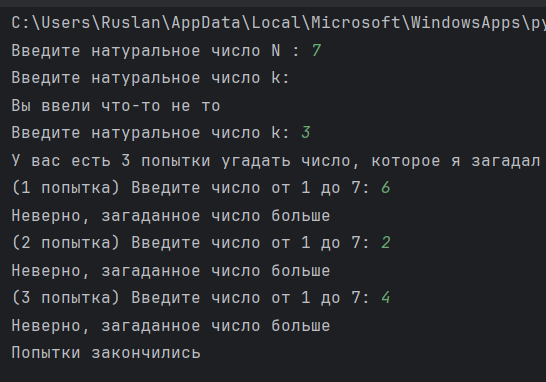 C:\Users\Ruslan\AppData\Local\Microsoft\WindowsApps\py
Введите натуральное число N : 7
Введите натуральное число k:
Вы ввели что-то не то
Введите натуральное число k: 3
У вас есть 3 попытки угадать число, которое я загадал
(1 попытка) Введите число от 1 до 7: 6
Неверно, загаданное число больше
(2 попытка) Введите число от 1 до 7: 2
Неверно, загаданное число больше
(3 попытка) Введите число от 1 до 7: 4
Неверно, загаданное число больше
Попытки закончились